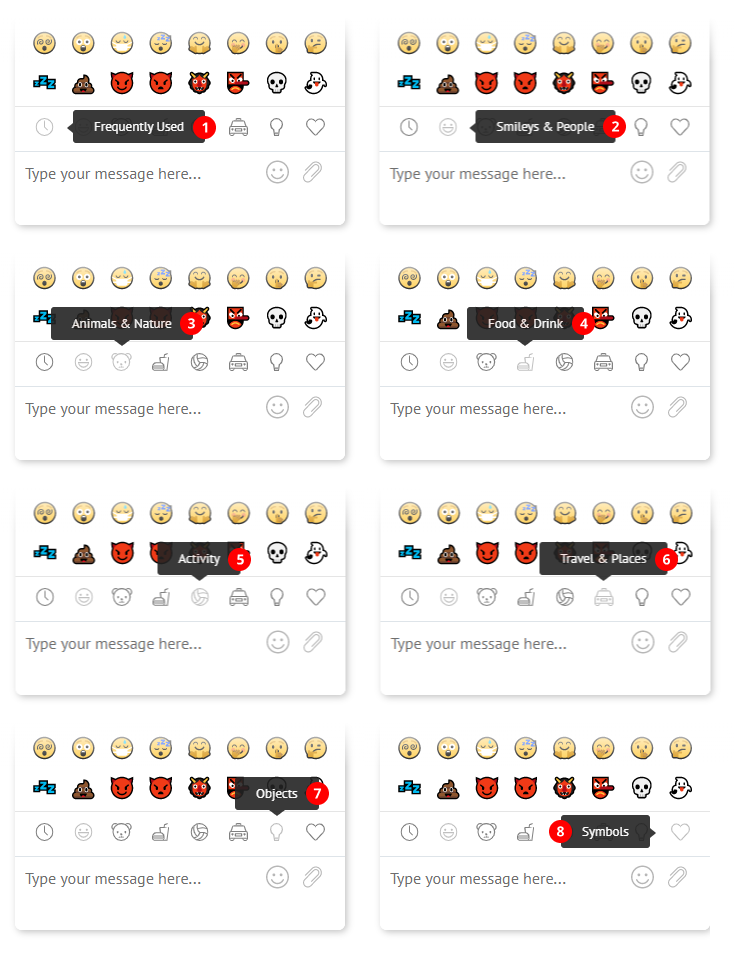 Frequently Used 1
Type your message here...
Smileys & People 2
Type your message here...
Animals & Nature 3
Type your message here...
Food & Drink 4
Type your message here...
Activity 5
Type your message here...
Travel & Places 6
Type your message here...
Objects 7
Type your message here...
8 Symbols
Type your message here...